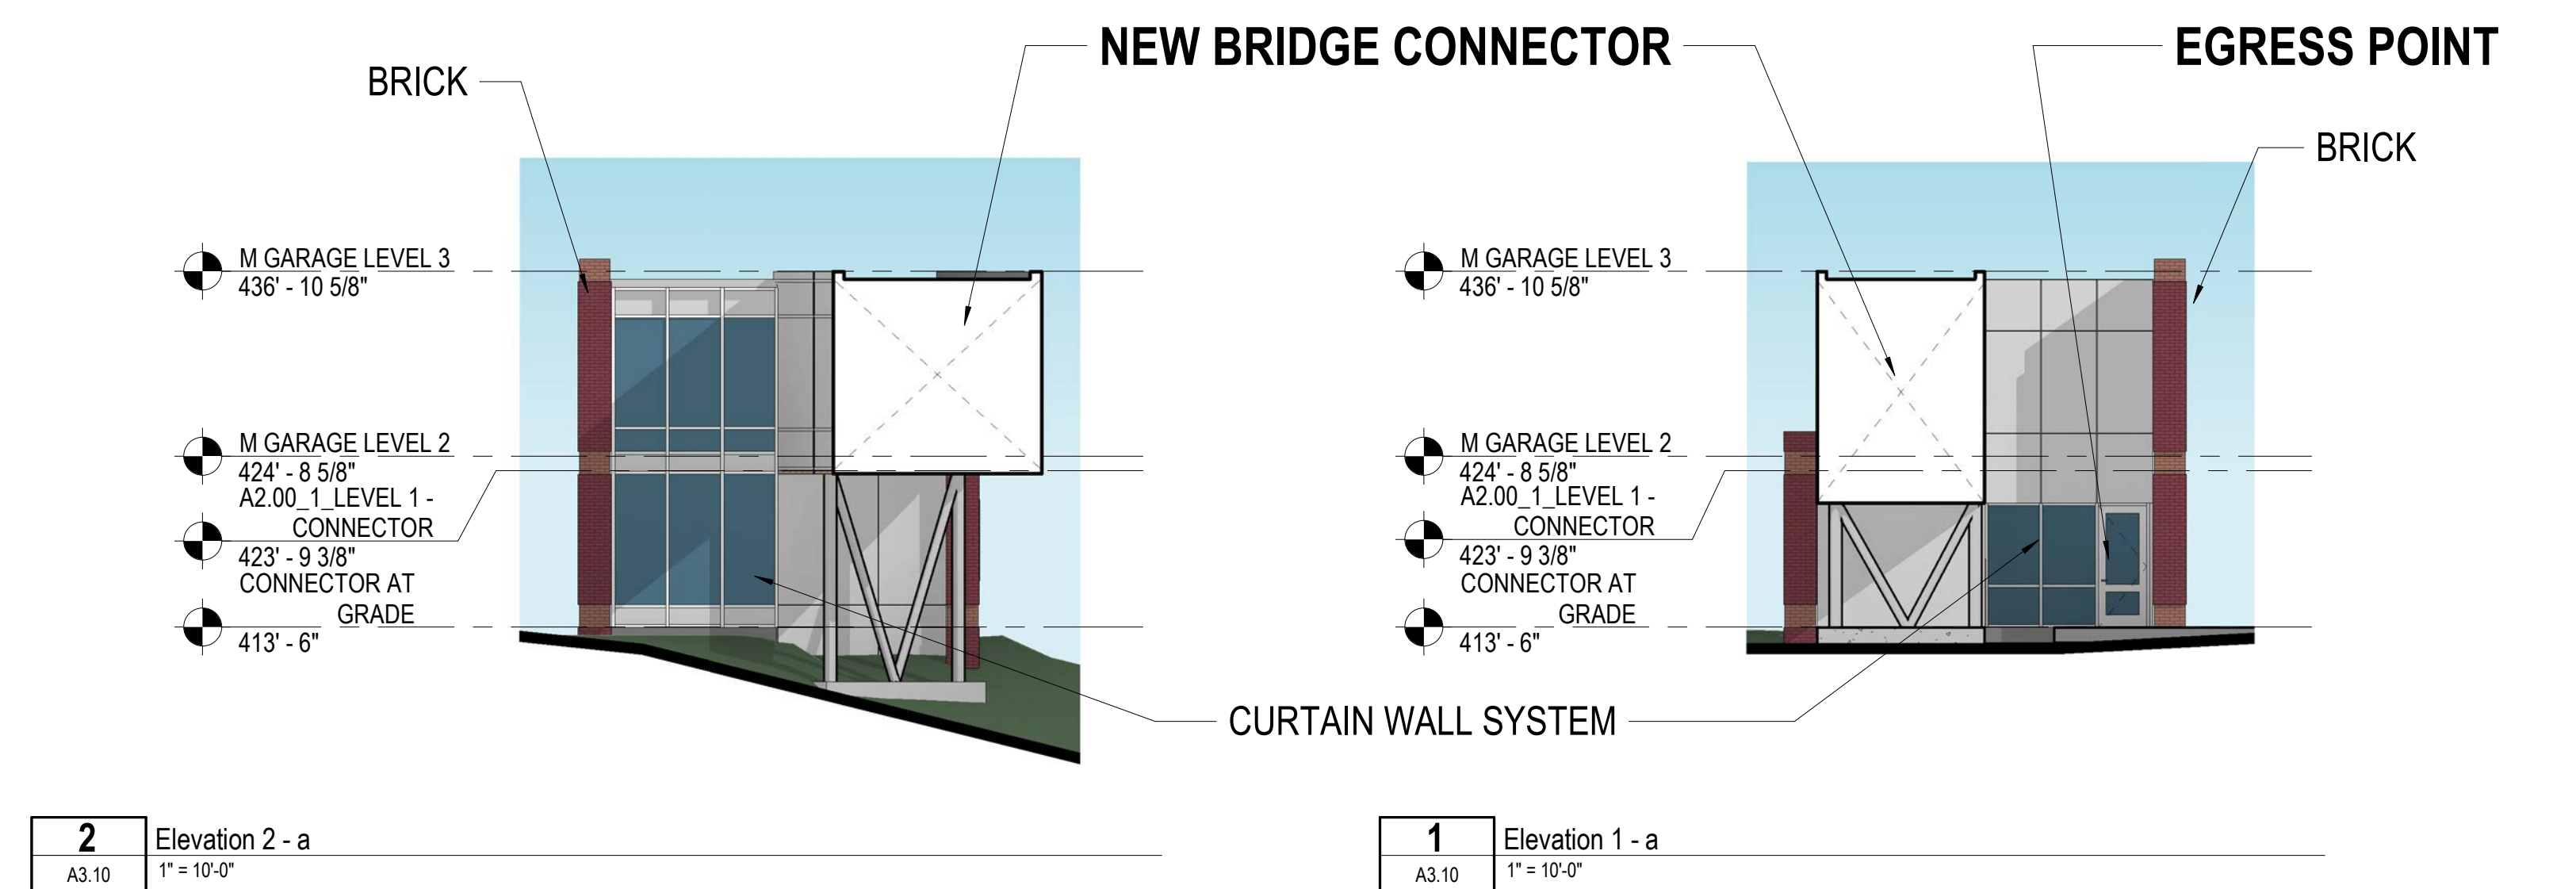 NEW BRIDGE CONNECTOR
EGRESS POINT
BRICK
BRICK
M GARAGE LEVEL 3
436' - 10 5/8"
M GARAGE LEVEL 2
424' - 8 5/8"
A2.00_1_LEVEL 1 -
CONNECTOR
423' - 9 3/8"
CONNECTOR AT
GRADE
413' - 6"
M GARAGE LEVEL 3
436' - 10 5/8"
M GARAGE LEVEL 2
424' - 8 5/8"
A2.00_1_LEVEL 1 -
CONNECTOR
423' - 9 3/8"
CONNECTOR AT
GRADE
413' - 6"
CURTAIN WALL SYSTEM
2
Elevation 2 - a
A3.10
1" = 10'-0"
1
Elevation 1 - a
A3.10
1" = 10'-0"